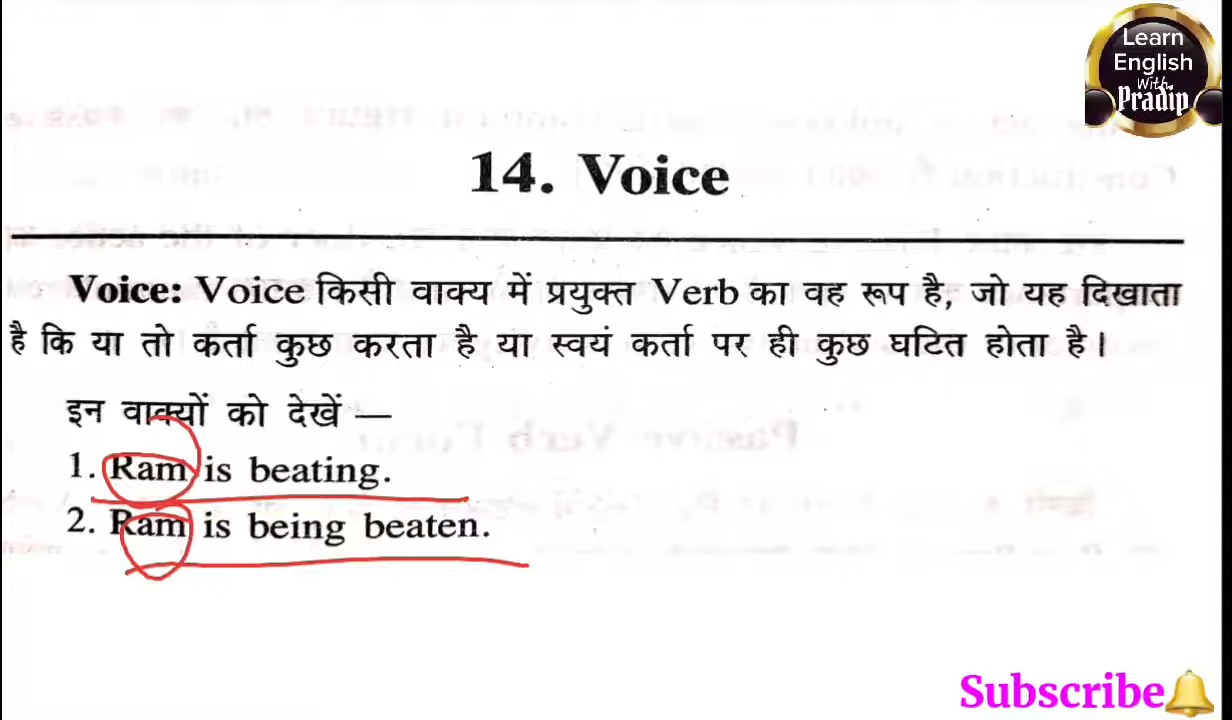 Learn
English
With
Pradip
14. Voice
Voice: Voice किसी वाक्य में प्रयुक्त Verb का वह रूप है, जो यह दिखाता
है कि या तो कर्ता कुछ करता है या स्वयं कर्ता पर ही कुछ घटित होता है।
इन वाक्यों को देखें —
1. Ram is beating.
2. Ram is being beaten.
Subscribe